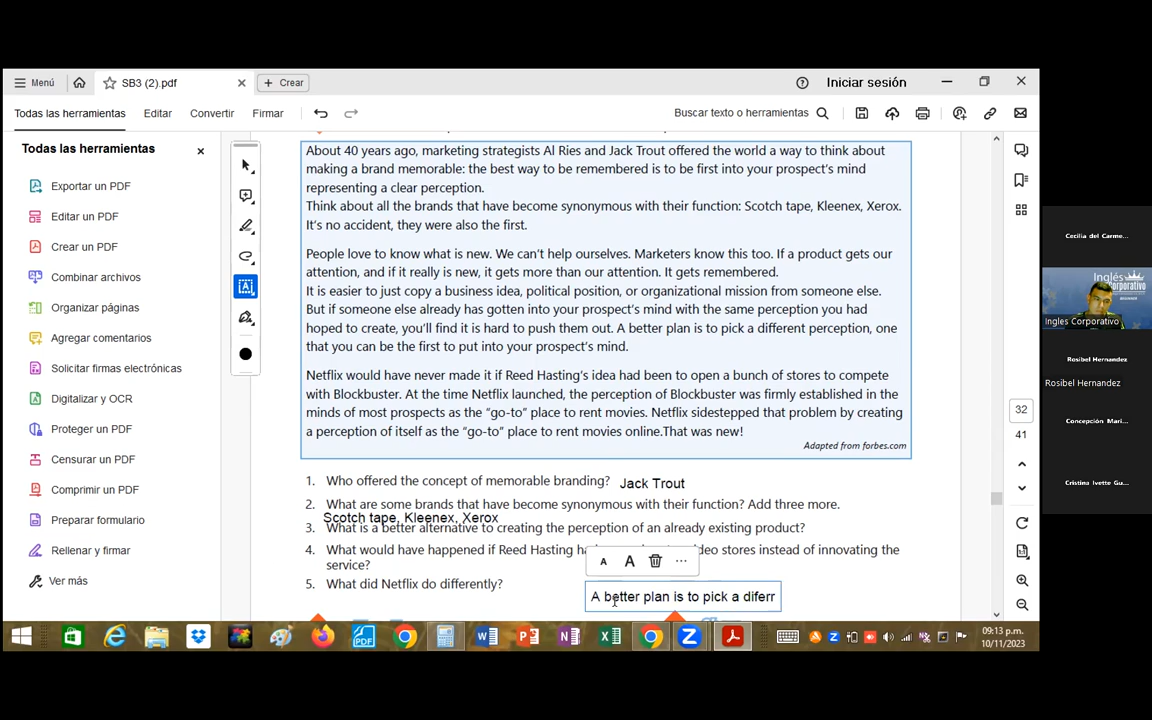 Menú
SB3 (2).pdf
Crear
Iniciar sesión
Todas las herramientas
Editar
Convertir
Firmar
Buscar texto o herramientas
Todas las herramientas
Exportar un PDF
Editar un PDF
Crear un PDF
Combinar archivos
Organizar páginas
Agregar comentarios
Solicitar firmas electrónicas
Digitalizar y OCR
Proteger un PDF
Censurar un PDF
Comprimir un PDF
Preparar formulario
Rellenar y firmar
Ver más
About 40 years ago, marketing strategists Al Ries and Jack Trout offered the world a way to think about
making a brand memorable: the best way to be remembered is to be first into your prospect's mind
representing a clear perception.
Think about all the brands that have become synonymous with their function: Scotch tape, Kleenex, Xerox.
It's no accident, they were also the first.
People love to know what is new. We can't help ourselves. Marketers know this too. If a product gets our
attention, and if it really is new, it gets more than our attention. It gets remembered.
It is easier to just copy a business idea, political position, or organizational mission from someone else.
But if someone else already has gotten into your prospect's mind with the same perception you had
hoped to create, you'll find it is hard to push them out. A better plan is to pick a different perception, one
that you can be the first to put into your prospect's mind.
Netflix would have never made it if Reed Hasting's idea had been to open a bunch of stores to compete
with Blockbuster. At the time Netflix launched, the perception of Blockbuster was firmly established in the
minds of most prospects as the "go-to" place to rent movies. Netflix sidestepped that problem by creating
a perception of itself as the "go-to" place to rent movies online.That was new!
Adapted from forbes.com
1. Who offered the concept of memorable branding? Jack Trout
2. What are some brands that have become synonymous with their function? Add three more.
Scotch tape, Kleenex, Xerox
3. What is a better alternative to creating the perception of an already existing product?
4. What would have happened if Reed Hasting ha deo stores instead of innovating the
service?
5. What did Netflix do differently?
A better plan is to pick a diferr
32
41
Cecilia del Carme...
Inglés
Corporativo
Ingles Corporativo
Rosibel Hernandez
Rosibel Hernandez
Concepción Mari...
Cristina Ivette Gu...
09:13 p.m.
10/11/2023